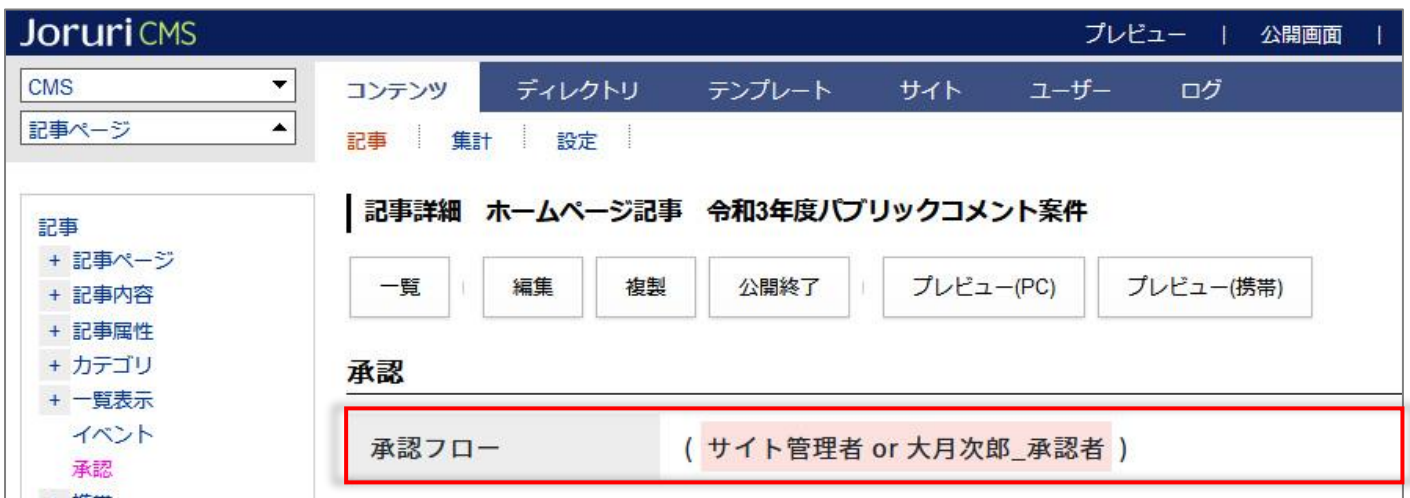 Joruri CMS
プレビュー | 公開画面 |
CMS
記事ページ
コンテンツ ディレクトリ テンプレート サイト ユーザー ログ
記事 集計 設定
記事
+ 記事ページ
+ 記事内容
+ 記事属性
+ カテゴリ
+ 一覧表示
イベント
承認
記事詳細 ホームページ記事 令和3年度パブリックコメント案件
一覧 編集 複製 公開終了 プレビュー(PC) プレビュー(携帯)
承認
承認フロー ( サイト管理者 or 大月次郎_承認者 )